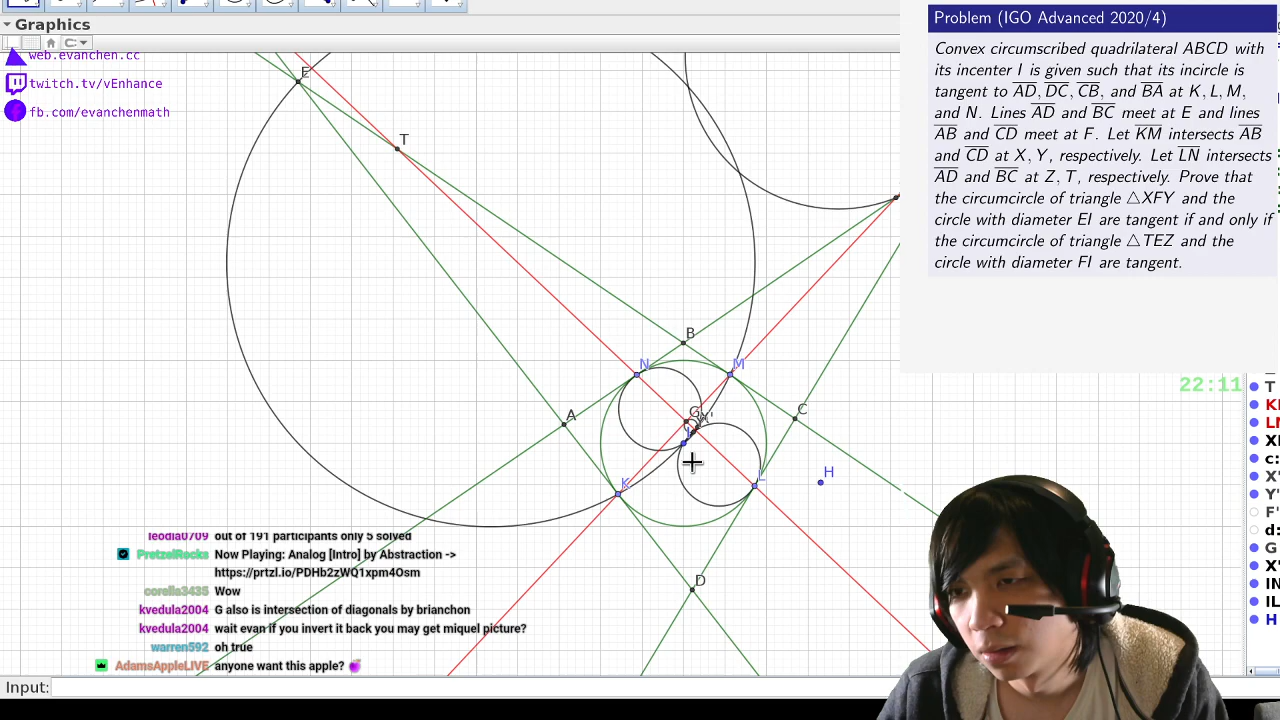 Graphics
web.evanchen.cc
twitch.tv/vEnhance
fb.com/evanchenmath
Problem (IGO Advanced 2020/4)
Convex circumscribed quadrilateral ABCD with
its incenter I is given such that its incircle is
tangent to AD, DC, CB, and BA at K, L, M,
and N. Lines AD and BC meet at E and lines
AB and CD meet at F. Let KM intersects AB
and CD at X, Y, respectively. Let LN intersects
AD and BC at Z, T, respectively. Prove that
the circumcircle of triangle △XFY and the
circle with diameter EI are tangent if and only if
the circumcircle of triangle △TEZ and the
circle with diameter FI are tangent.
E
T
B
N
M
A
G
X'
C
K
L
H
D
22:11
T
H
leodia0709 out of 191 participants only 5 solved
PretzelRocks Now Playing: Analog [Intro] by Abstraction ->
https://prtzl.io/PDHb2zWQ1xpm4Osm
corella3435 Wow
kvedula2004 G also is intersection of diagonals by brianchon
kvedula2004 wait evan if you invert it back you may get miquel picture?
warren592 oh true
AdamsAppleLIVE anyone want this apple?
Input: